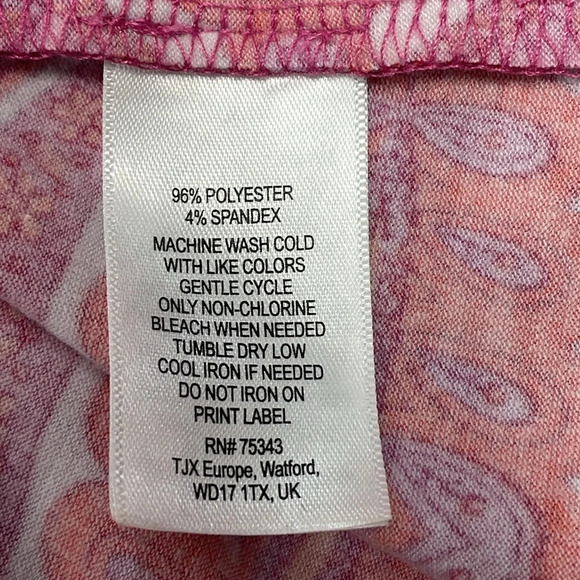 96% POLYESTER
4% SPANDEX
MACHINE WASH COLD
WITH LIKE COLORS
GENTLE CYCLE
ONLY NON-CHLORINE
BLEACH WHEN NEEDED
TUMBLE DRY LOW
COOL IRON IF NEEDED
DO NOT IRON ON
PRINT LABEL
RN# 75343
TJX Europe, Watford,
WD17 1TX, UK